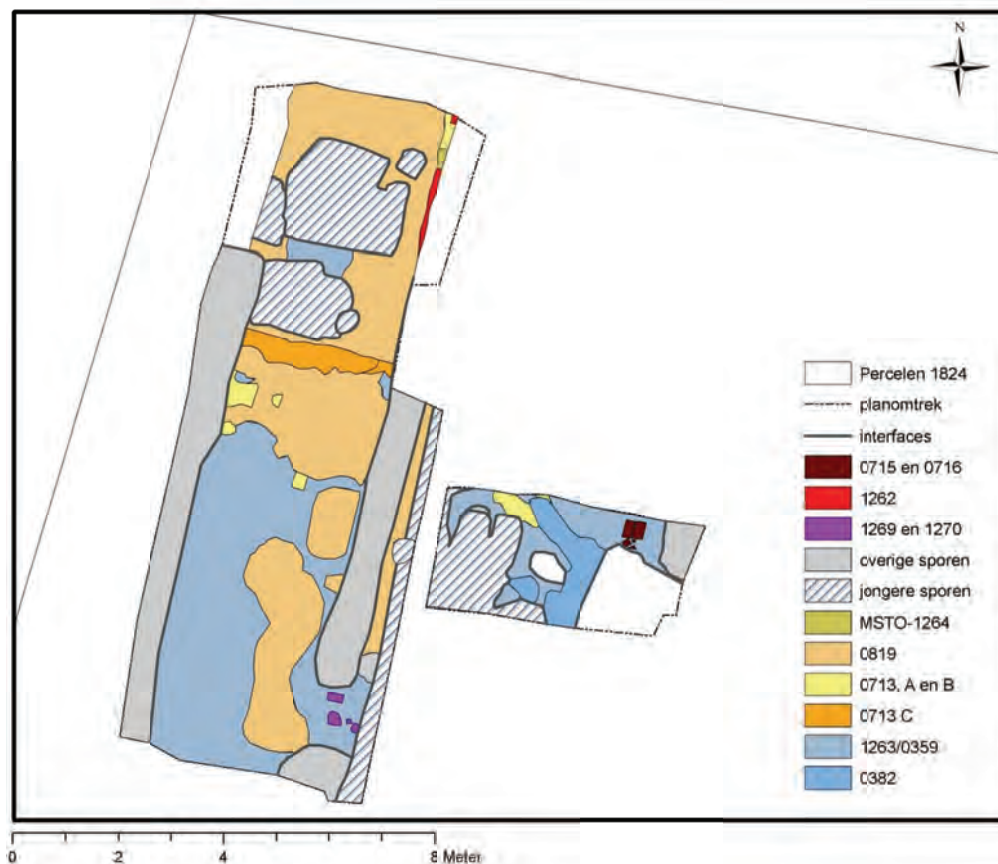 N
Percelen 1824
planomtrek
interfaces
0715 en 0716
1262
1269 en 1270
overige sporen
jongere sporen
MSTO-1264
0819
0713, A en B
0713 C
1263/0359
0382
0 2 4 8 Meter